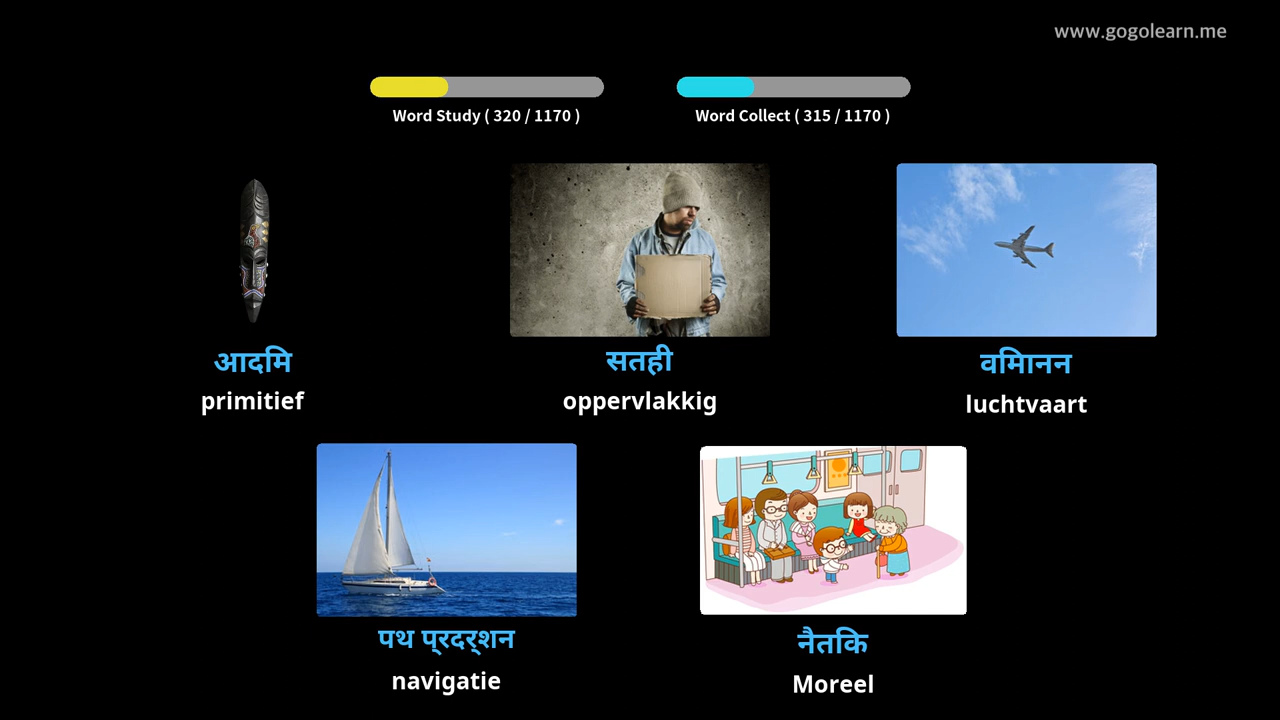 www.gogolearn.me
Word Study ( 320 / 1170 )
Word Collect ( 315 / 1170 )
आदमि
सतही
वमिानन
primitief
oppervlakkig
luchtvaart
पथ प्‌रदर्‌शन
नैतकि
navigatie
Moreel